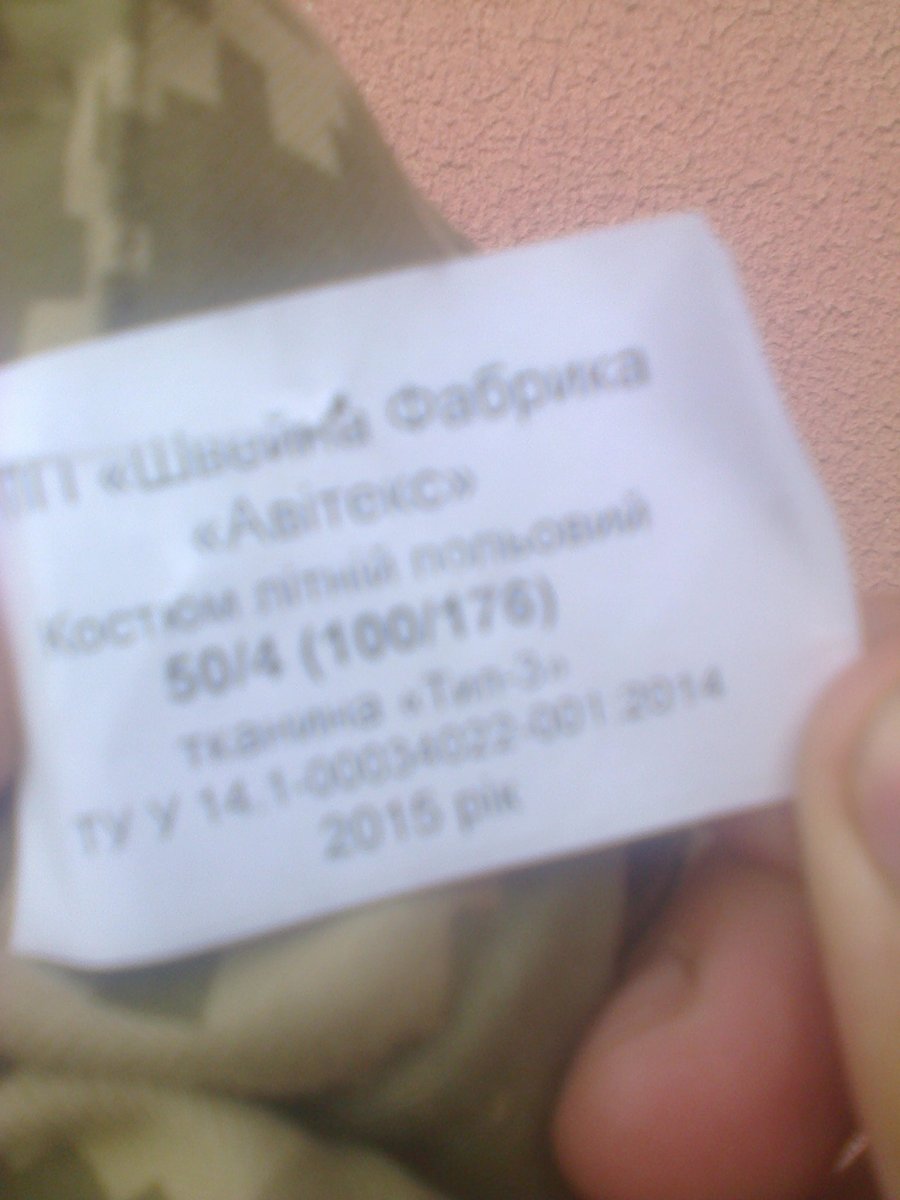 ПП «Швейна Фабрика
«Авітекс»
Костюм літній польовий
50/4 (100/176)
тканина «Тип-3»
ТУ У 14.1-00034022-001:2014
2015 рік